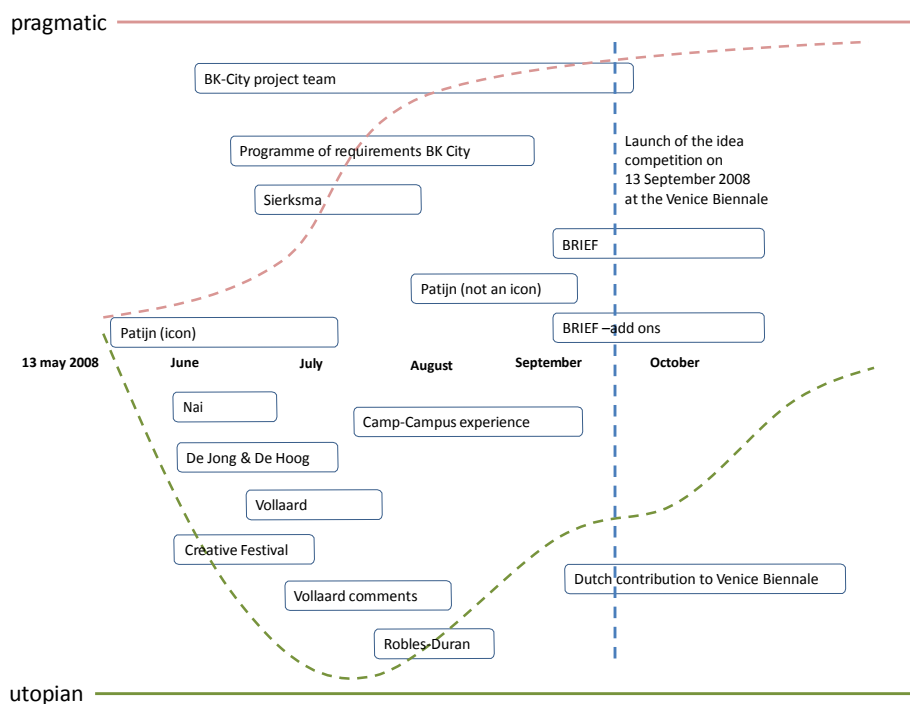 pragmatic
BK-City project team
Launch of the idea
competition on
13 September 2008
at the Venice Biennale
Programme of requirements BK City
Sierksma
BRIEF
Patijn (not an icon)
Patijn (icon)
BRIEF –add ons
13 may 2008 June July August September October
Nai
Camp-Campus experience
De Jong & De Hoog
Vollaard
Creative Festival
Dutch contribution to Venice Biennale
Vollaard comments
Robles-Duran
utopian